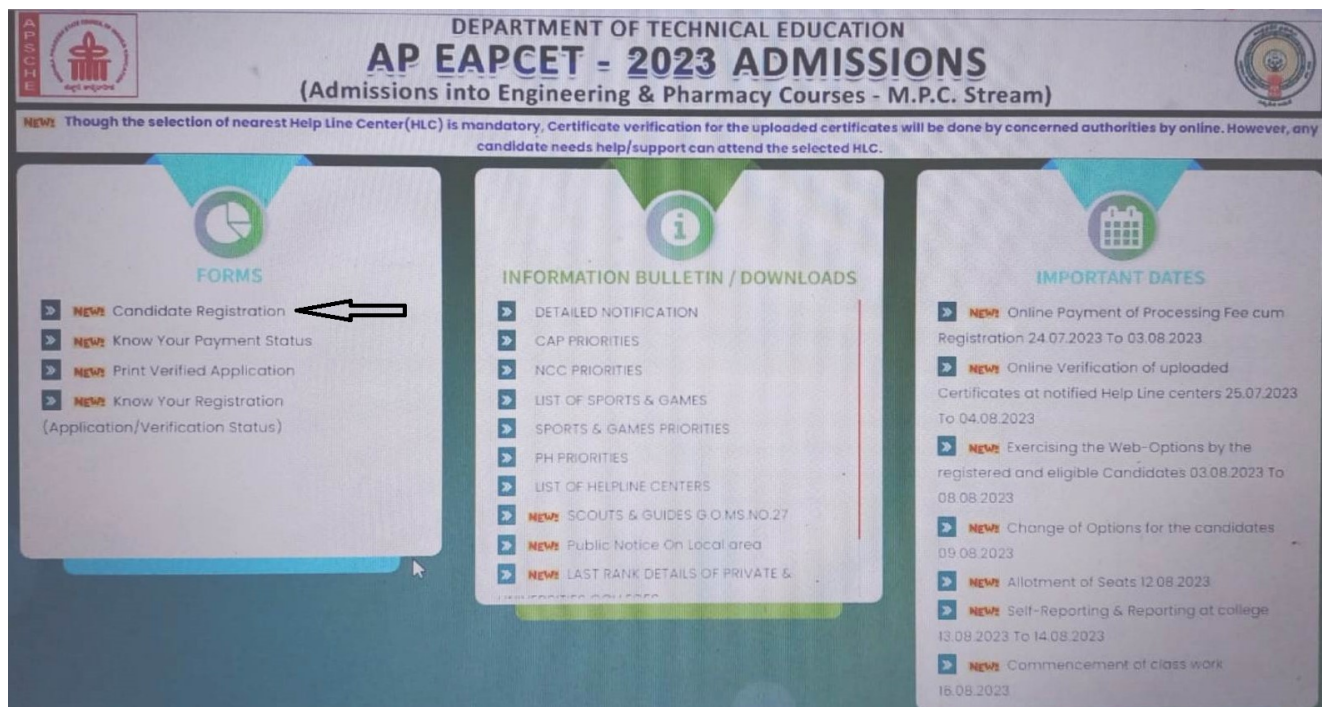 APSCHE
DEPARTMENT OF TECHNICAL EDUCATION
AP EAPCET - 2023 ADMISSIONS
(Admissions into Engineering & Pharmacy Courses - M.P.C. Stream)
NEW! Though the selection of nearest Help Line Center(HLC) is mandatory, Certificate verification for the uploaded certificates will be done by concerned authorities by online. However, any
candidate needs help/support can attend the selected HLC.
FORMS
NEW! Candidate Registration
NEW! Know Your Payment Status
NEW! Print Verified Application
NEW! Know Your Registration
(Application/Verification Status)
INFORMATION BULLETIN / DOWNLOADS
DETAILED NOTIFICATION
CAP PRIORITIES
NCC PRIORITIES
LIST OF SPORTS & GAMES
SPORTS & GAMES PRIORITIES
PH PRIORITIES
LIST OF HELPLINE CENTERS
NEW! SCOUTS & GUIDES G.O.MS.NO.27
NEW! Public Notice On Local area
NEW! LAST RANK DETAILS OF PRIVATE &
IMPORTANT DATES
NEW! Online Payment of Processing Fee cum
Registration 24.07.2023 To 03.08.2023
NEW! Online Verification of uploaded
Certificates at notified Help Line centers 25.07.2023
To 04.08.2023
NEW! Exercising the Web-Options by the
registered and eligible Candidates 03.08.2023 To
08.08.2023
NEW! Change of Options for the candidates
09.08.2023
NEW! Allotment of Seats 12.08.2023
NEW! Self-Reporting & Reporting at college
13.08.2023 To 14.08.2023
NEW! Commencement of class work
16.08.2023